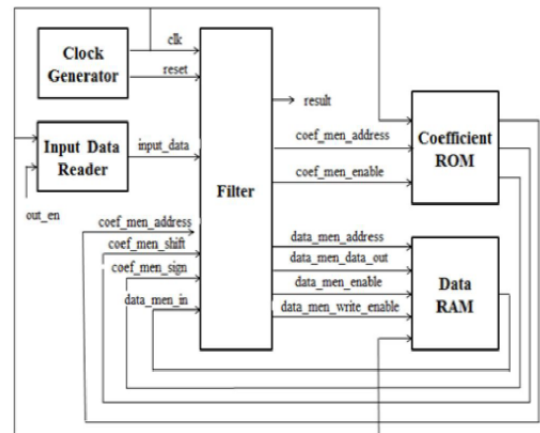 clk
Clock
Generator
reset
result
coef_men_address
Coefficient
ROM
Input Data
Reader
input_data
coef_men_enable
Filter
out_en
coef_men_address
coef_men_shift
coef_men_sign
data_men_in
data_men_address
data_men_data_out
data_men_enable
data_men_write_enable
Data
RAM